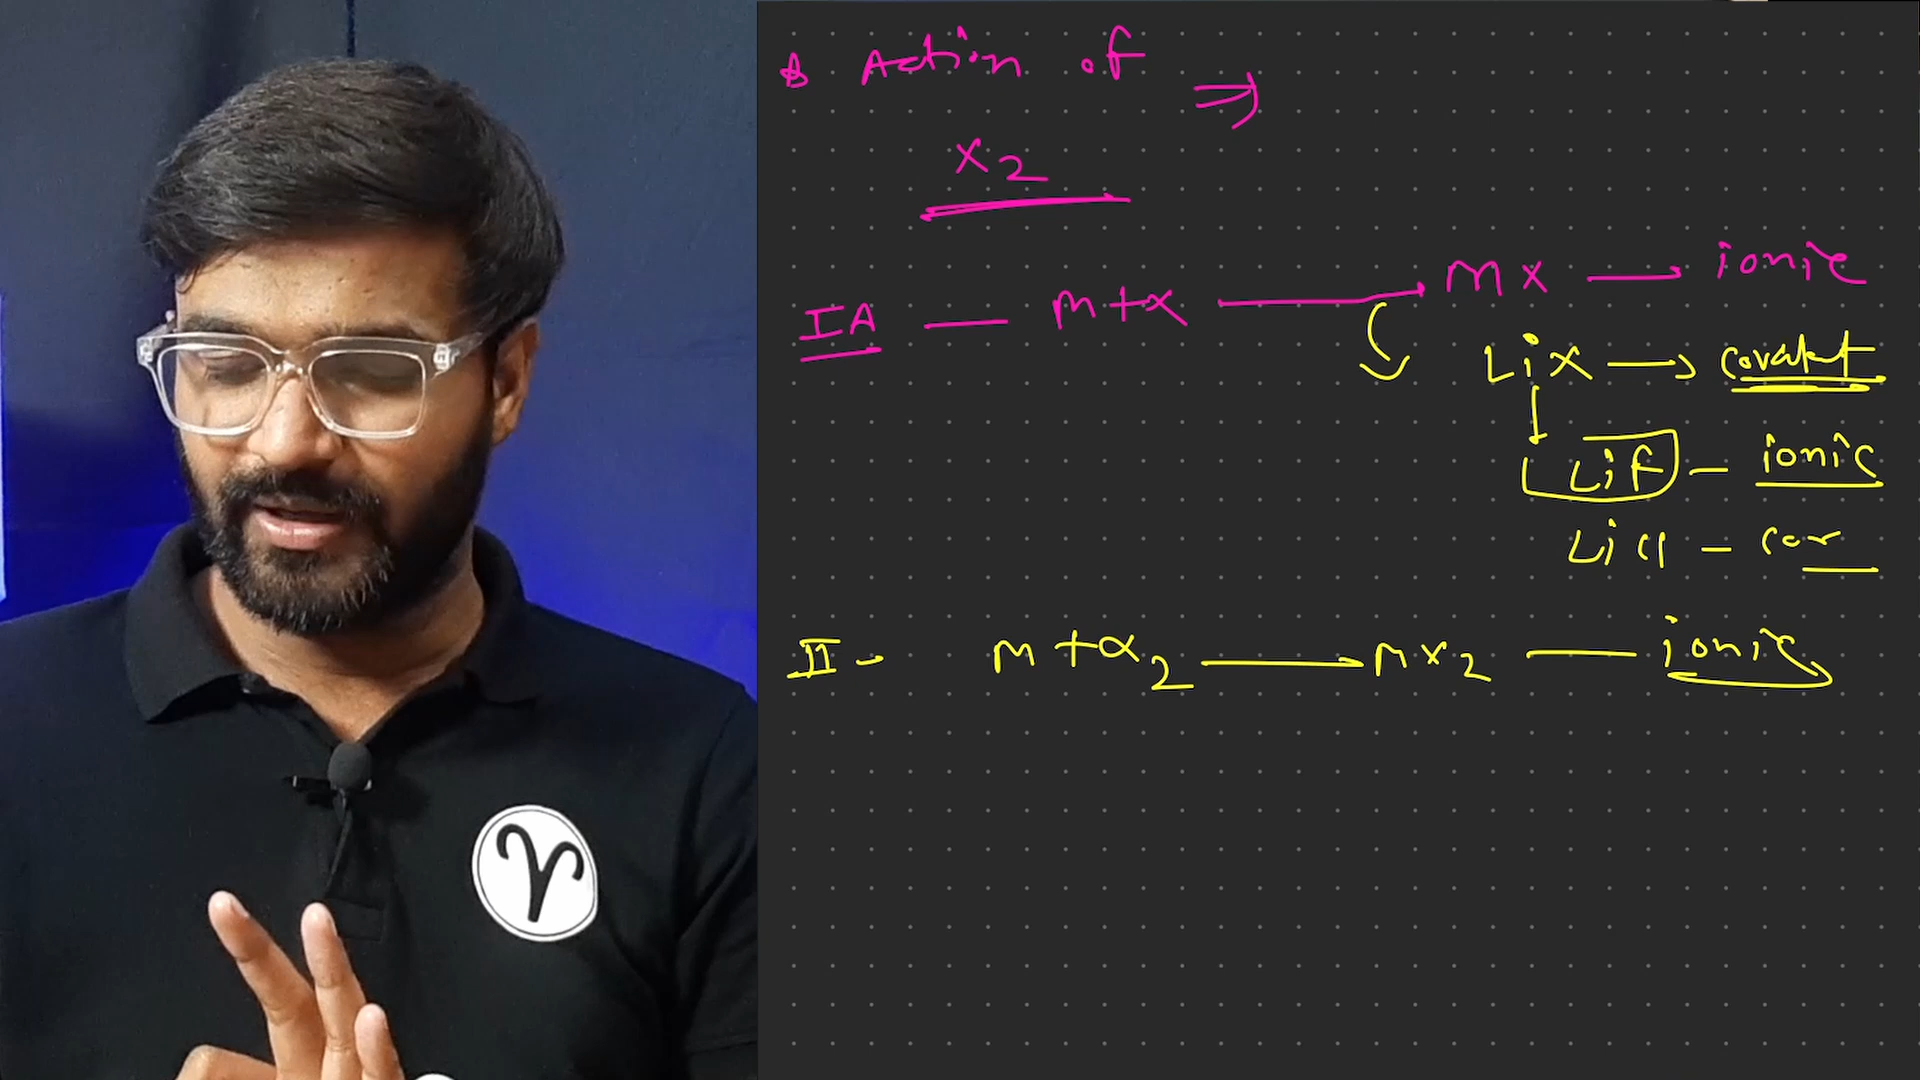 Action of ⇒
X2
IA — M + X ⟶ MX → ionic
LiX → covalent
LiF - ionic
LiCl - cov
II - M + X2 ⟶ MX2 — ionic